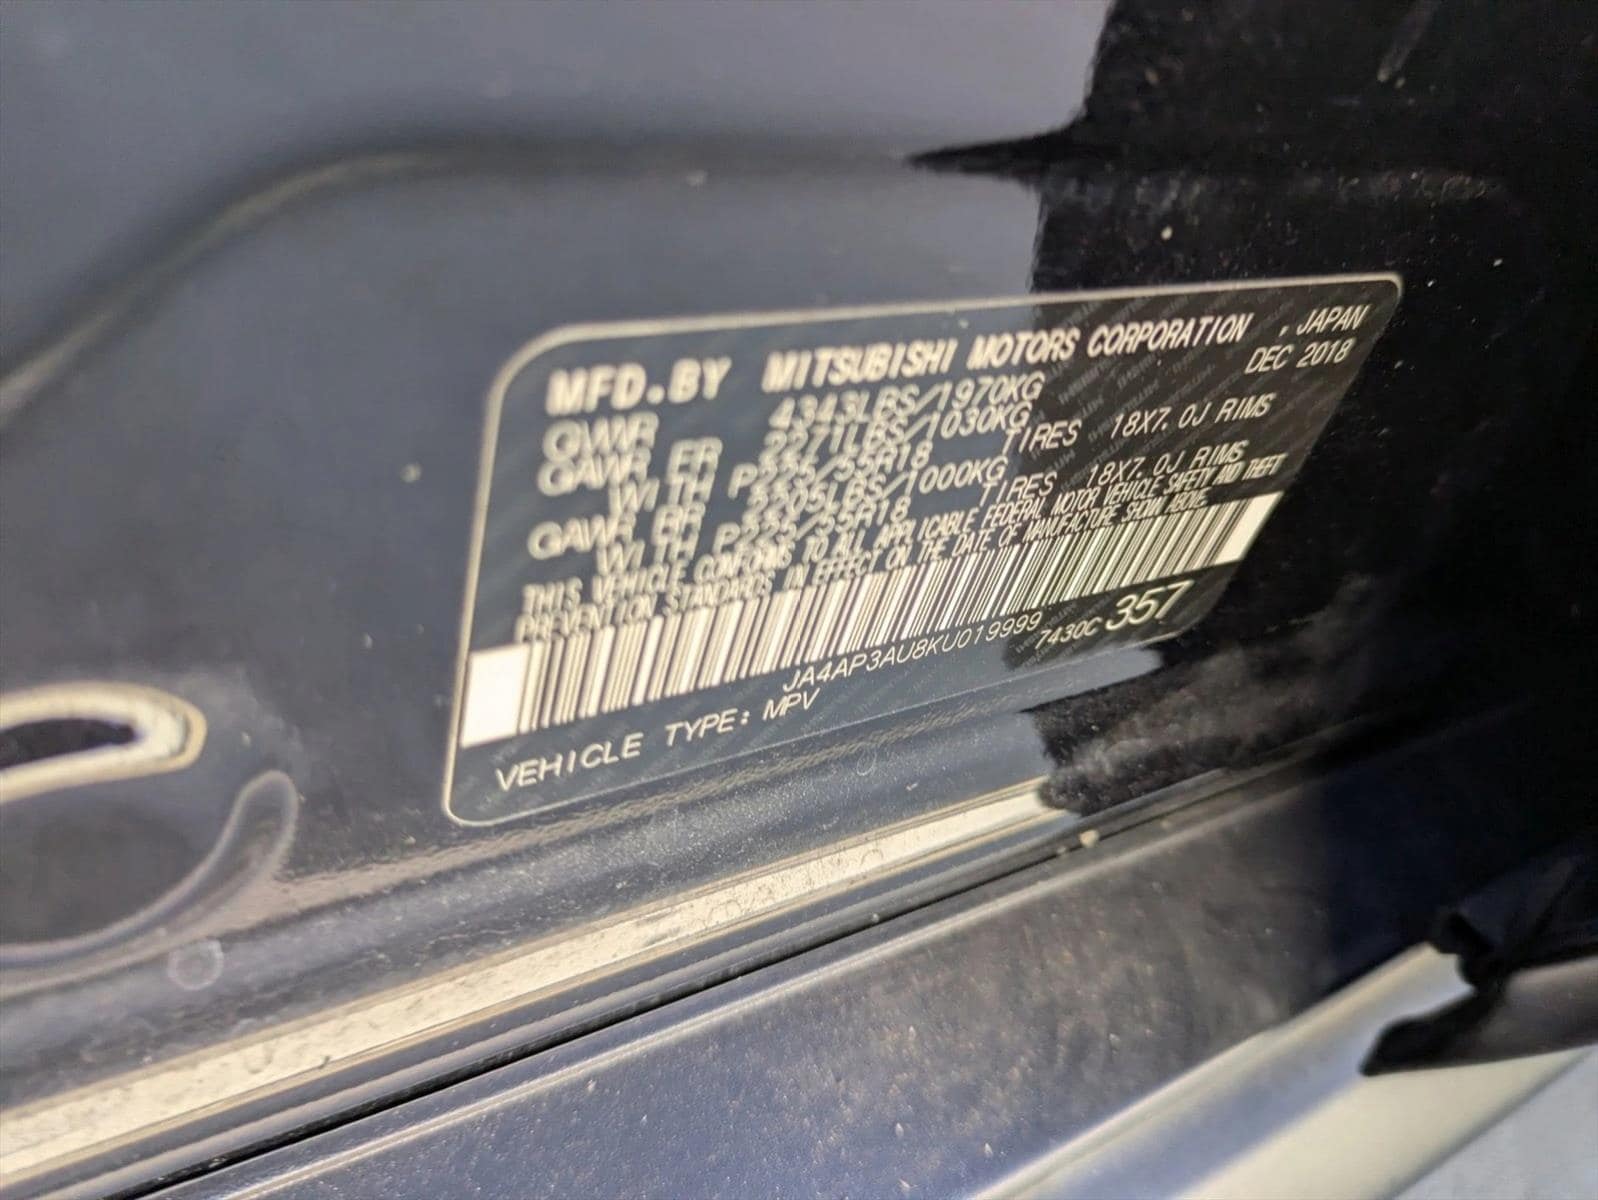 MFD.BY MITSUBISHI MOTORS CORPORATION , JAPAN
DEC 2018
GVWR 4343LBS/1970KG
GAWR FR 2271LBS/1030KG
WITH P225/55R18 TIRES 18X7.0J RIMS
GAWR RR 2205LBS/1000KG
WITH P225/55R18 TIRES 18X7.0J RIMS
THIS VEHICLE CONFORMS TO ALL APPLICABLE FEDERAL MOTOR VEHICLE SAFETY AND THEFT
PREVENTION STANDARDS IN EFFECT ON THE DATE OF MANUFACTURE SHOWN ABOVE.
JA4AP3AU8KU019999
7430C 357
VEHICLE TYPE: MPV